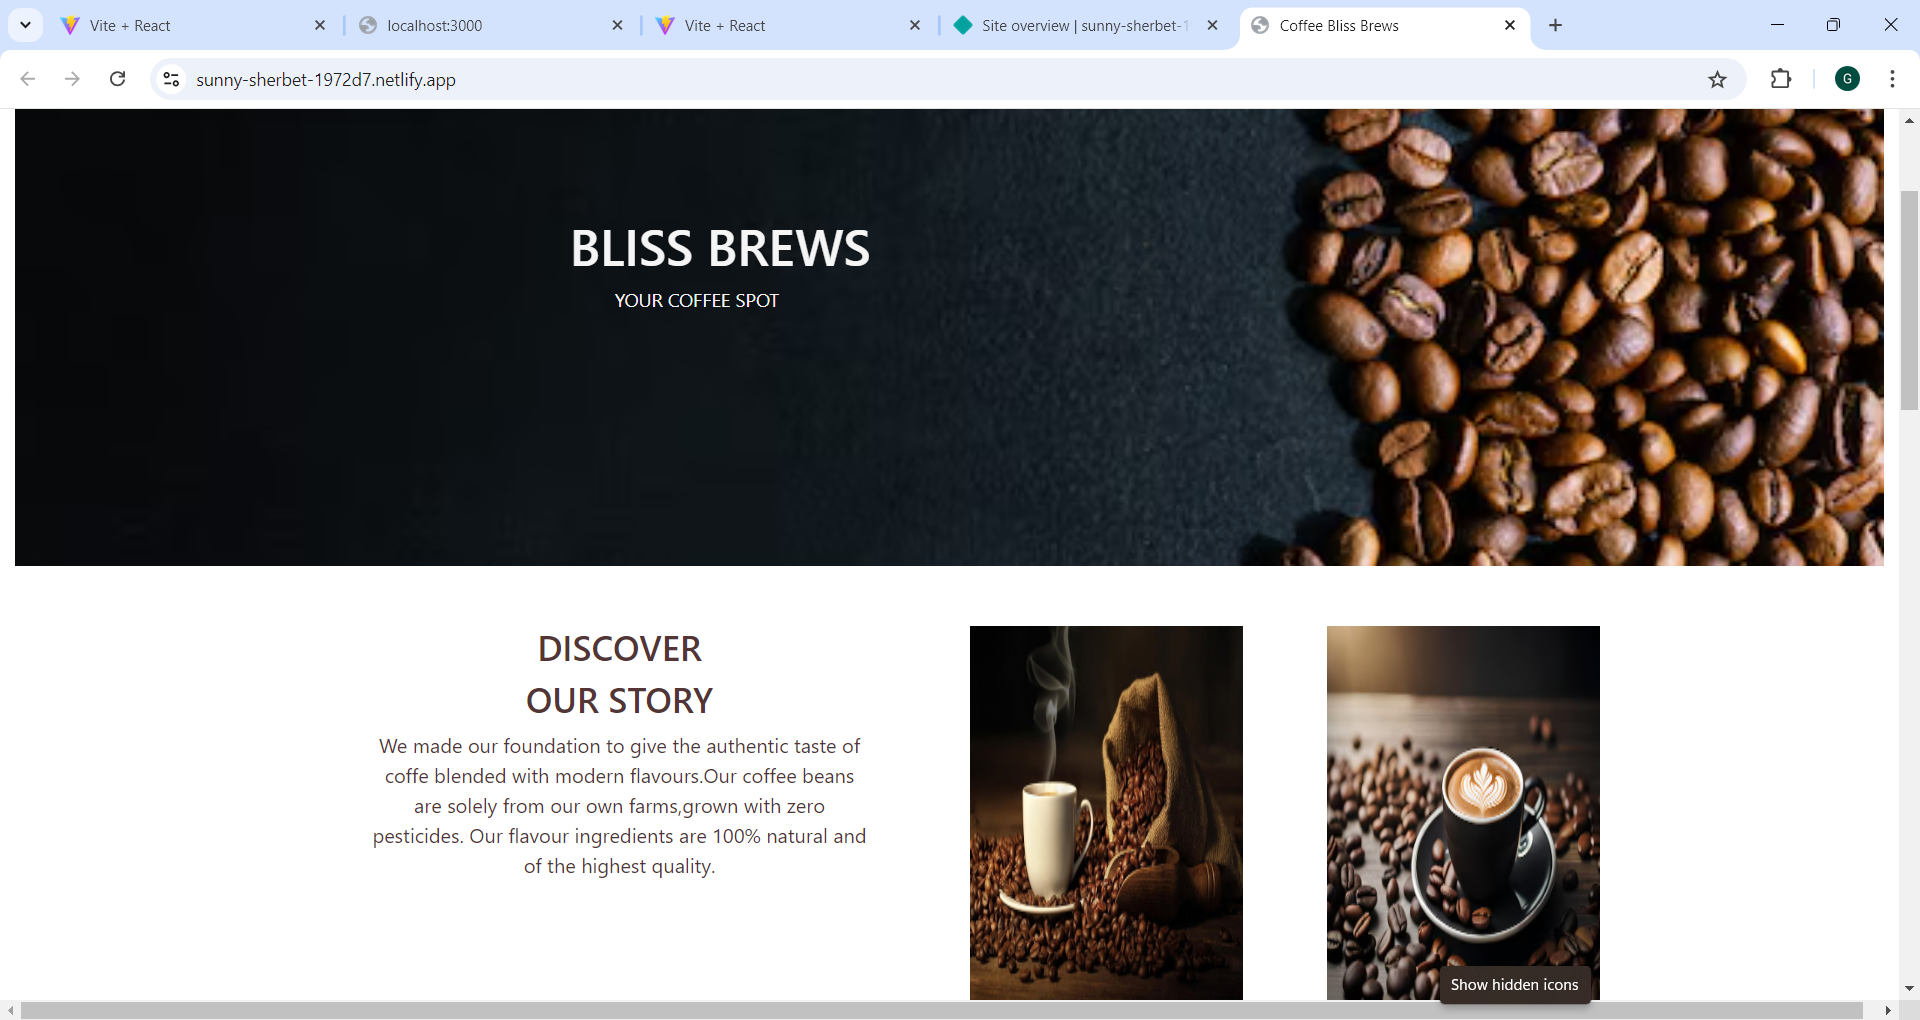 Vite + React
localhost:3000
Vite + React
Site overview | sunny-sherbet-1
Coffee Bliss Brews
sunny-sherbet-1972d7.netlify.app
G
BLISS BREWS
YOUR COFFEE SPOT
DISCOVER
OUR STORY
We made our foundation to give the authentic taste of
coffe blended with modern flavours.Our coffee beans
are solely from our own farms,grown with zero
pesticides. Our flavour ingredients are 100% natural and
of the highest quality.
Show hidden icons